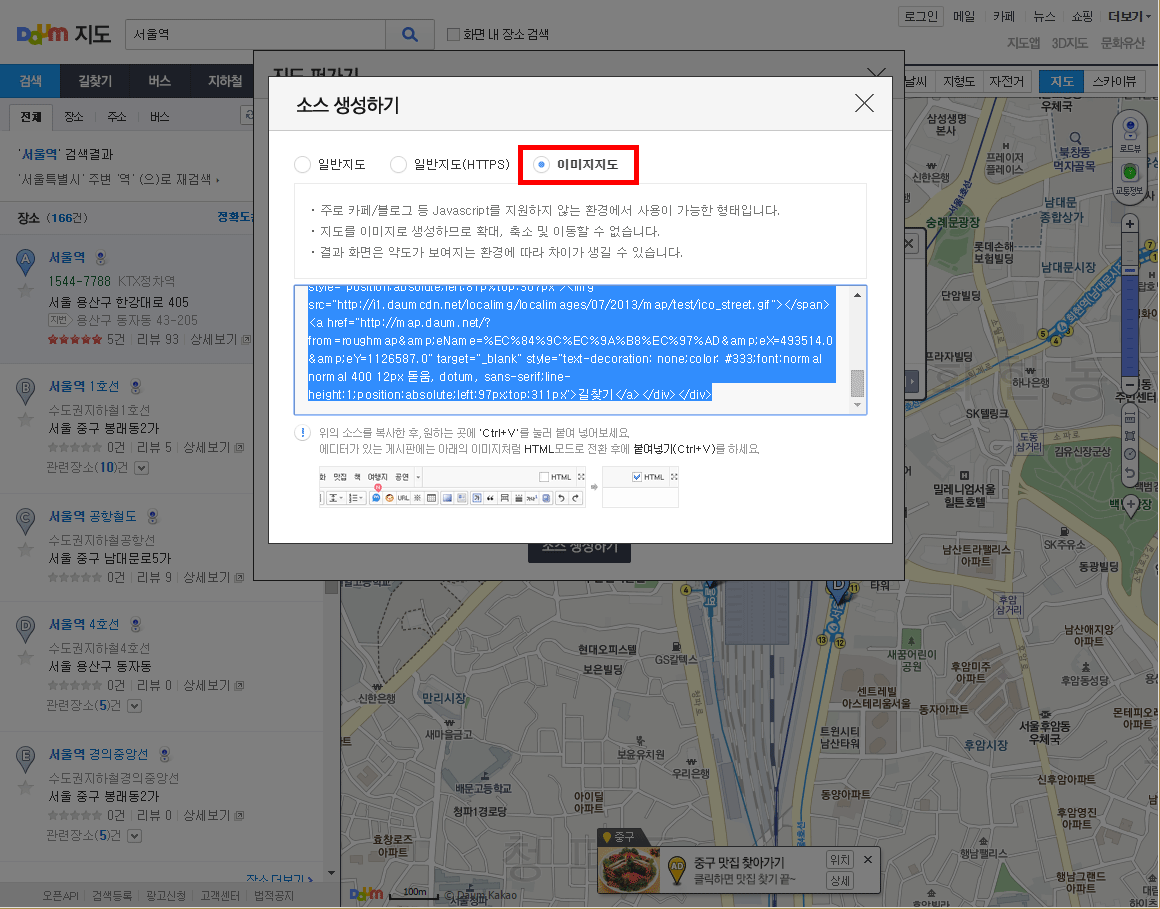 Daum 지도
서울역
화면 내 장소 검색
로그인 메일 카페 뉴스 쇼핑 더보기
지도앱 3D지도 문화유산
검색 길찾기 버스 지하철
날씨 지형도 자전거 지도 스카이뷰
전체 장소 주소 버스
'서울역' 검색결과
'서울특별시' 주변 '역' (으)로 재검색
장소 (166건)
A
서울역
1544-7788 KTX정차역
서울 용산구 한강대로 405
지번 용산구 동자동 43-205
5건 리뷰 93 상세보기
B
서울역 1호선
수도권지하철1호선
서울 중구 봉래동2가
0건 리뷰 5 상세보기
관련장소(10)건
C
서울역 공항철도
수도권지하철공항선
서울 중구 남대문로5가
0건 리뷰 9 상세보기
D
서울역 4호선
수도권지하철4호선
서울 용산구 동자동
0건 리뷰 0 상세보기
관련장소(5)건
E
서울역 경의중앙선
수도권지하철경의중앙선
서울 중구 봉래동2가
0건 리뷰 0 상세보기
관련장소(5)건
장소 더보기
오픈API 검색등록 광고신청 고객센터 법적공지
지도 퍼가기
소스 생성하기
일반지도 일반지도(HTTPS) 이미지지도
· 주로 카페/블로그 등 Javascript를 지원하지 않는 환경에서 사용이 가능한 형태입니다.
· 지도를 이미지로 생성하므로 확대, 축소 및 이동할 수 없습니다.
· 결과 화면은 약도가 보여지는 환경에 따라 차이가 생길 수 있습니다.
style="position:absolute;left:81px;top:307px"><img
src="http://i1.daumcdn.net/localimg/localimages/07/2013/map/test/ico_street.gif"></span>
<a href="http://map.daum.net/?
from=roughmap&amp;eName=%EC%84%9C%EC%9A%B8%EC%97%AD&amp;eX=493514.0
&amp;eY=1126587.0" target="_blank" style="text-decoration: none;color: #333;font:normal
normal 400 12px 돋움, dotum, sans-serif;line-
height:1;position:absolute;left:97px;top:311px">길찾기</a></div></div>
위의 소스를 복사한 후,원하는 곳에 'Ctrl+V'를 눌러 붙여 넣어보세요.
에디터가 있는 게시판에는 아래의 이미지처럼 HTML모드로 전환 후에 붙여넣기(Ctrl+V)를 하세요.
화 맛집 책 여행지 공연 HTML HTML
URL
소스 생성하기
우체국
삼성생명
본사
프레이저
플레이스
북창동
먹자골목
로드뷰
교통정보
신한은행
숭례문광장
남대문
종합상가
롯데손해
보험빌딩
남대문시장
단암빌딩
프라자빌딩
하나은행
SK텔링크
도동
삼거리
소파로
주변센터
밀레니엄서울
힐튼호텔
SK주유소
김유신장군상
남산트라팰리스
아파트
동광빌딩
타워
후암
삼거리
남산애지앙
아파트
새꿈어린이
공원
후암미주
아파트
후암동성당
센트레빌
아스테리움서울
동자아파트
트윈시티
남산타워
후암시장
서울후암동
우체국
신후암아파트
동양아파트
후암영진
아파트
행남팰리스
현대오피스텔
보은빌딩
GS칼텍스
신한은행
만리시장
새마을금고
보윤유치원
우리은행
배문고등학교
청파1경로당
아이딜
아파트
효창로즈
아파트
중구
중구 맛집 찾아가기
클릭하면 맛집 찾기 끝~
AD
위치
상세
Daum 100m © Daum Kakao